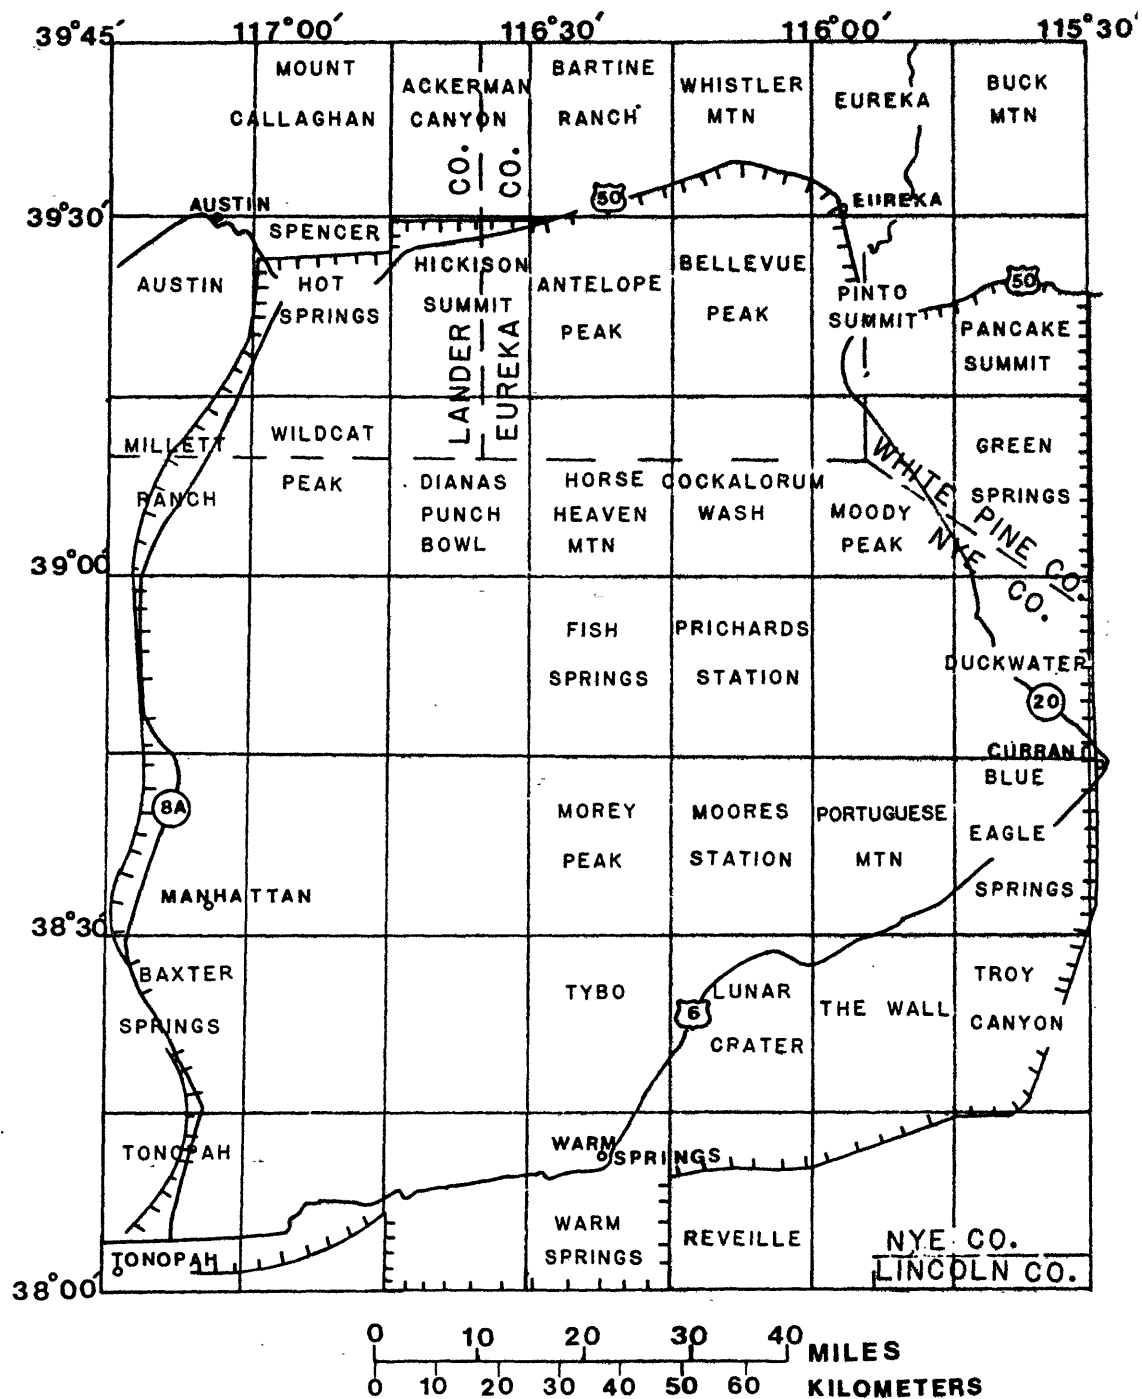 39°45′ 117°00′ 116°30′ 116°00′ 115°30′
MOUNT
CALLAGHAN
ACKERMAN
CANYON
BARTINE
RANCH
WHISTLER
MTN
EUREKA
BUCK
MTN
LANDER CO.
EUREKA CO.
39°30′
AUSTIN
50
EUREKA
SPENCER
HOT
SPRINGS
AUSTIN
HICKISON
SUMMIT
ANTELOPE
PEAK
BELLEVUE
PEAK
PINTO
SUMMIT
50
PANCAKE
SUMMIT
MILLETT
RANCH
WILDCAT
PEAK
DIANAS
PUNCH
BOWL
HORSE
HEAVEN
MTN
COCKALORUM
WASH
MOODY
PEAK
GREEN
SPRINGS
WHITE PINE CO.
NYE CO.
39°00′
FISH
SPRINGS
PRICHARDS
STATION
DUCKWATER
20
CURRAN
8A
MOREY
PEAK
MOORES
STATION
PORTUGUESE
MTN
BLUE
EAGLE
SPRINGS
MANHATTAN
38°30′
BAXTER
SPRINGS
TYBO
6
LUNAR
CRATER
THE WALL
TROY
CANYON
TONOPAH
WARM
SPRINGS
TONOPAH
WARM
SPRINGS
REVEILLE
NYE CO.
LINCOLN CO.
38°00′
0 10 20 30 40 MILES
0 10 20 30 40 50 60 KILOMETERS